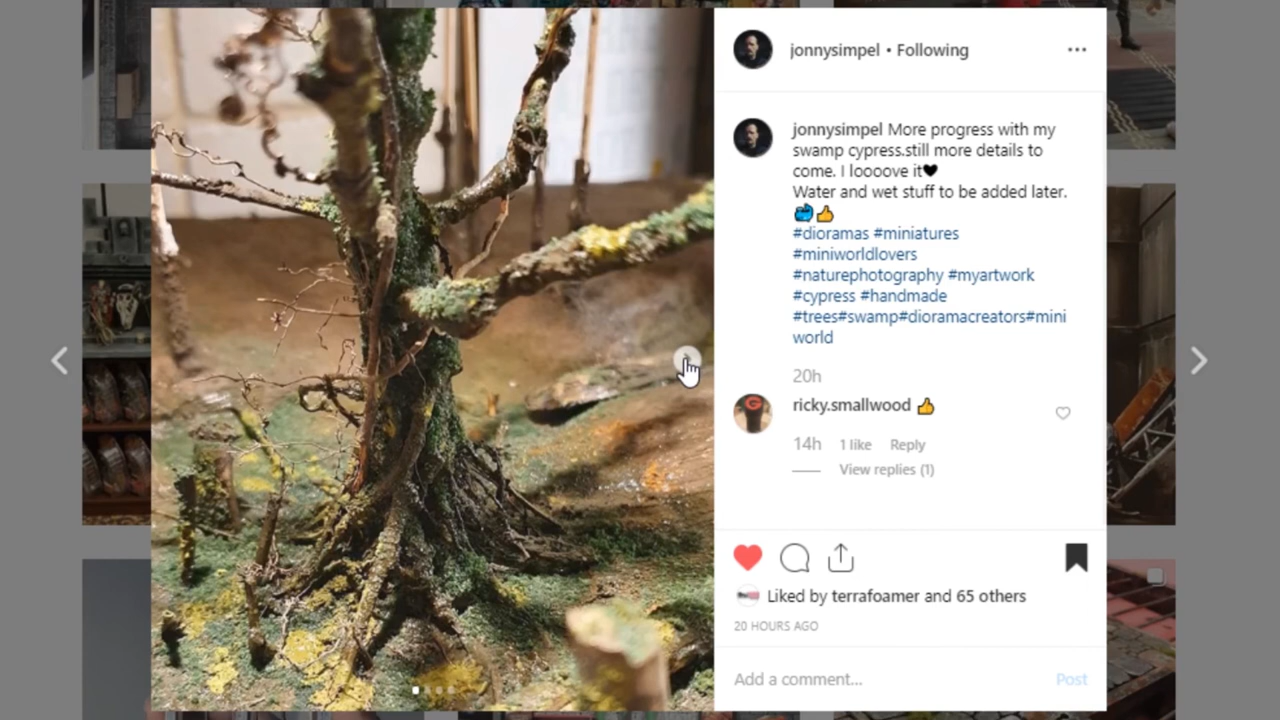 jonnysimpel • Following
jonnysimpel More progress with my
swamp cypress.still more details to
come. I loooove it🖤
Water and wet stuff to be added later.
#dioramas #miniatures
#miniworldlovers
#naturephotography #myartwork
#cypress #handmade
#trees#swamp#dioramacreators#mini
world
20h
ricky.smallwood 👍
14h 1 like Reply
View replies (1)
Liked by terrafoamer and 65 others
20 HOURS AGO
Add a comment... Post